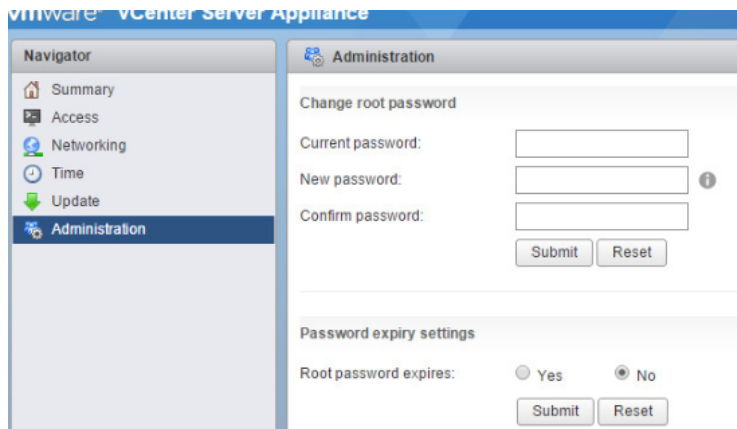 vmware® vCenter Server Appliance
Navigator
Summary
Access
Networking
Time
Update
Administration
Administration
Change root password
Current password:
New password:
Confirm password:
Submit Reset
Password expiry settings
Root password expires: Yes No
Submit Reset